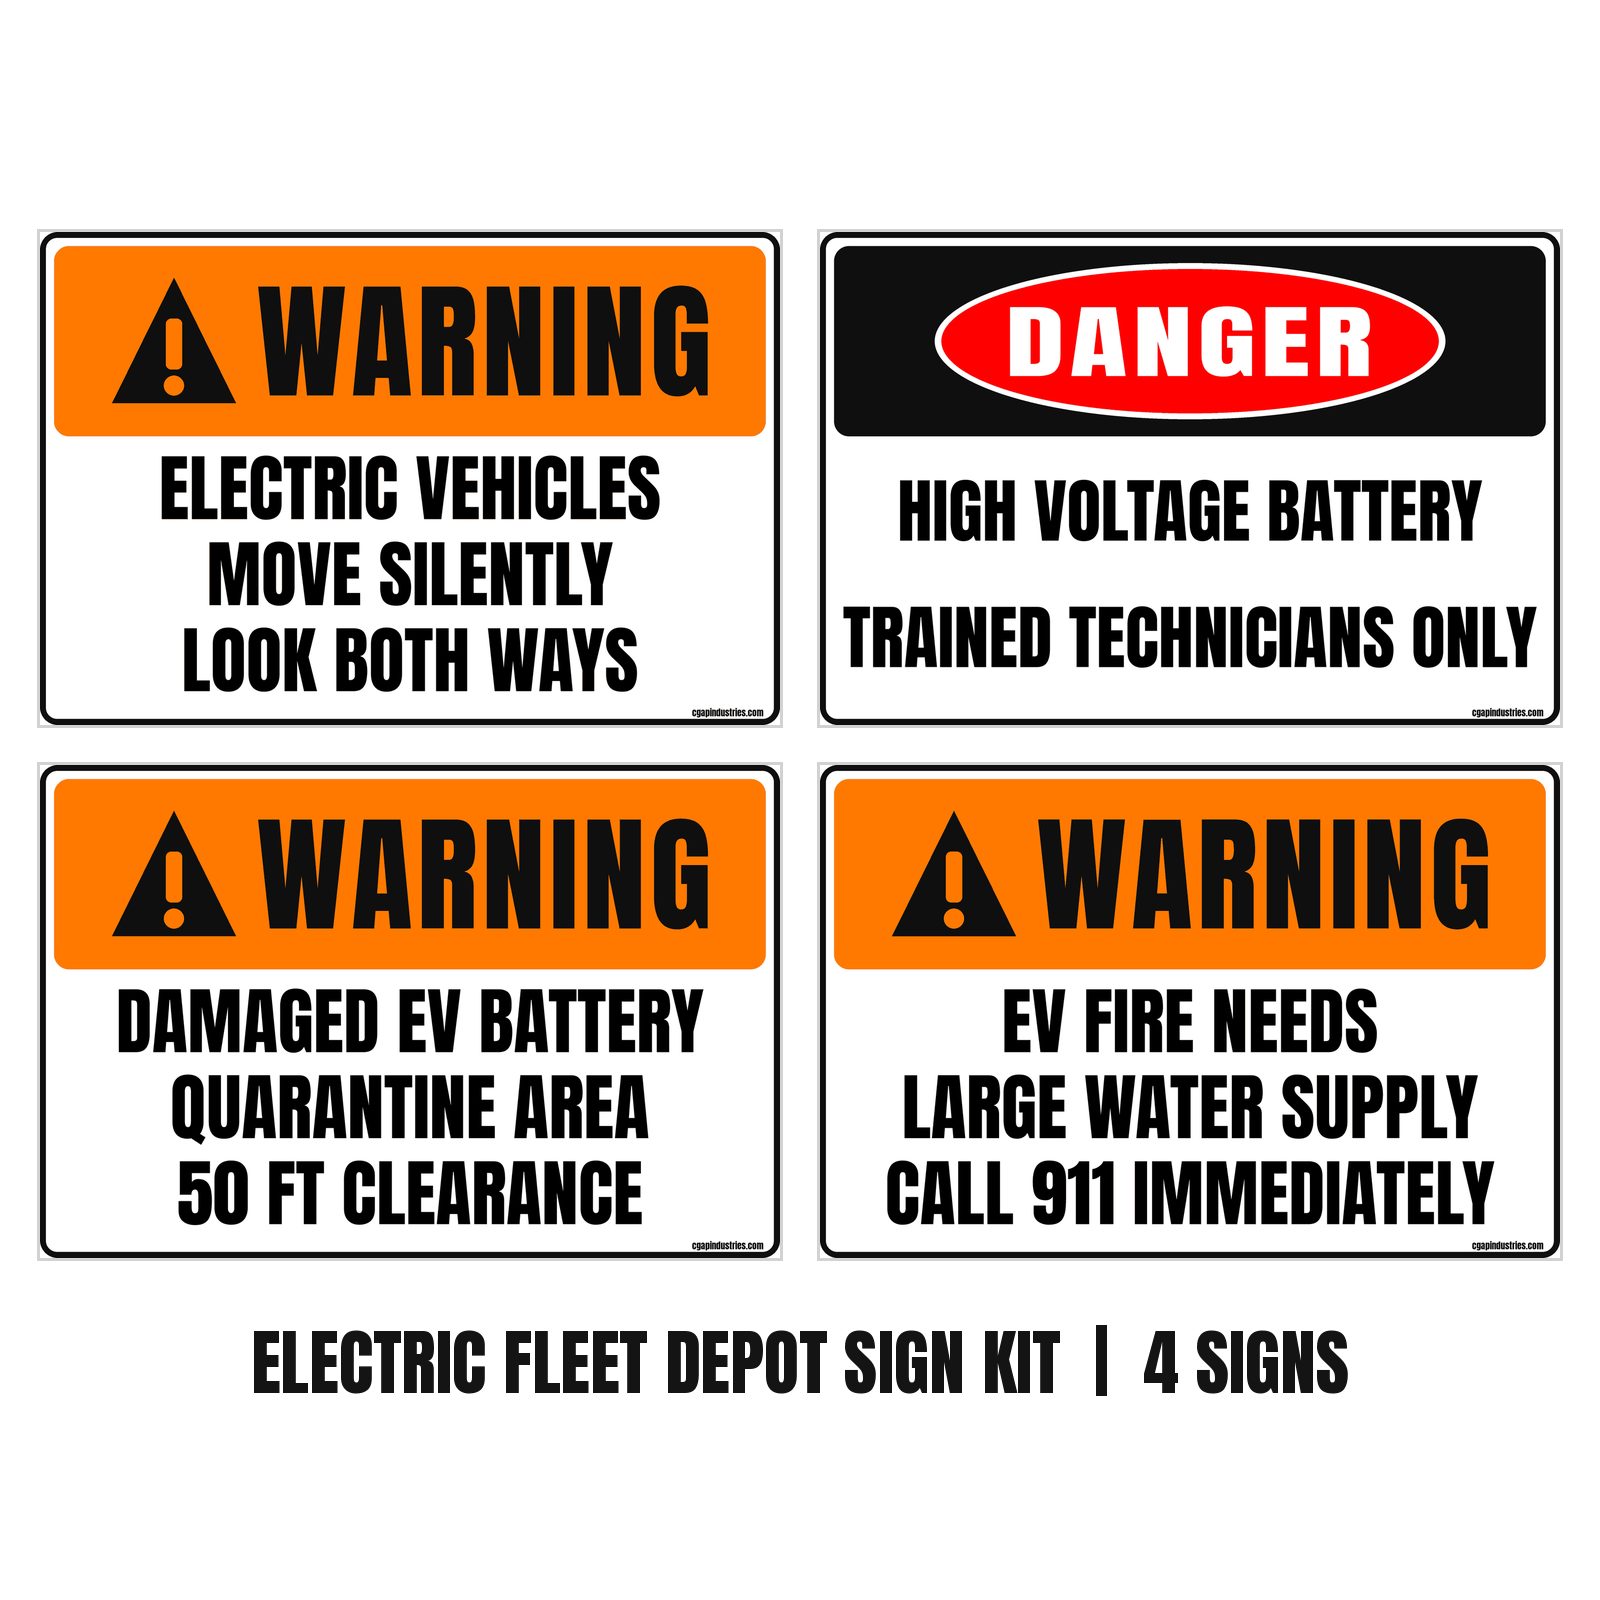 WARNING
ELECTRIC VEHICLES
MOVE SILENTLY
LOOK BOTH WAYS
cgapindustries.com
DANGER
HIGH VOLTAGE BATTERY
TRAINED TECHNICIANS ONLY
cgapindustries.com
WARNING
DAMAGED EV BATTERY
QUARANTINE AREA
50 FT CLEARANCE
cgapindustries.com
WARNING
EV FIRE NEEDS
LARGE WATER SUPPLY
CALL 911 IMMEDIATELY
cgapindustries.com
ELECTRIC FLEET DEPOT SIGN KIT | 4 SIGNS